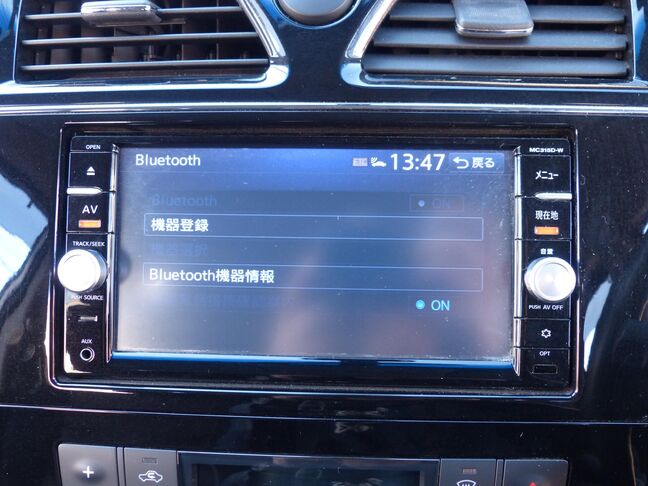 OPEN
MC315D-W
Bluetooth
ETC
13:47
戻る
メニュー
AV
Bluetooth
ON
機器登録
現在地
TRACK/SEEK
音量
Bluetooth機器情報
PUSH SOURCE
ON
PUSH AV OFF
AUX
OPT